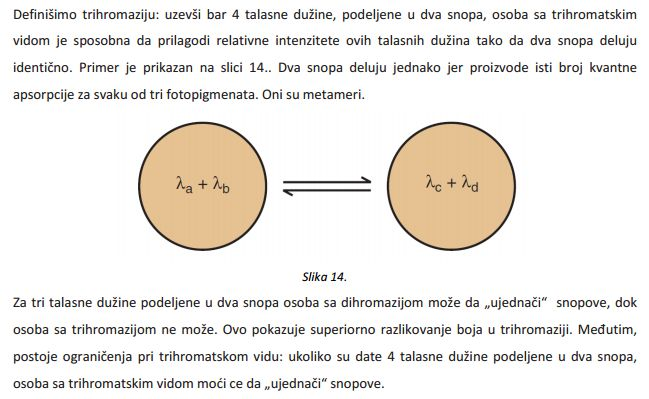 Definišimo trihromaziju: uzevši bar 4 talasne dužine, podeljene u dva snopa, osoba sa trihromatskim
vidom je sposobna da prilagodi relativne intenzitete ovih talasnih dužina tako da dva snopa deluju
identično. Primer je prikazan na slici 14.. Dva snopa deluju jednako jer proizvode isti broj kvantne
apsorpcije za svaku od tri fotopigmenata. Oni su metameri.
λa + λb
λc + λd
Slika 14.
Za tri talasne dužine podeljene u dva snopa osoba sa dihromazijom može da „ujednači“ snopove, dok
osoba sa trihromazijom ne može. Ovo pokazuje superiorno razlikovanje boja u trihromaziji. Međutim,
postoje ograničenja pri trihromatskom vidu: ukoliko su date 4 talasne dužine podeljene u dva snopa,
osoba sa trihromatskim vidom moći ce da „ujednači“ snopove.